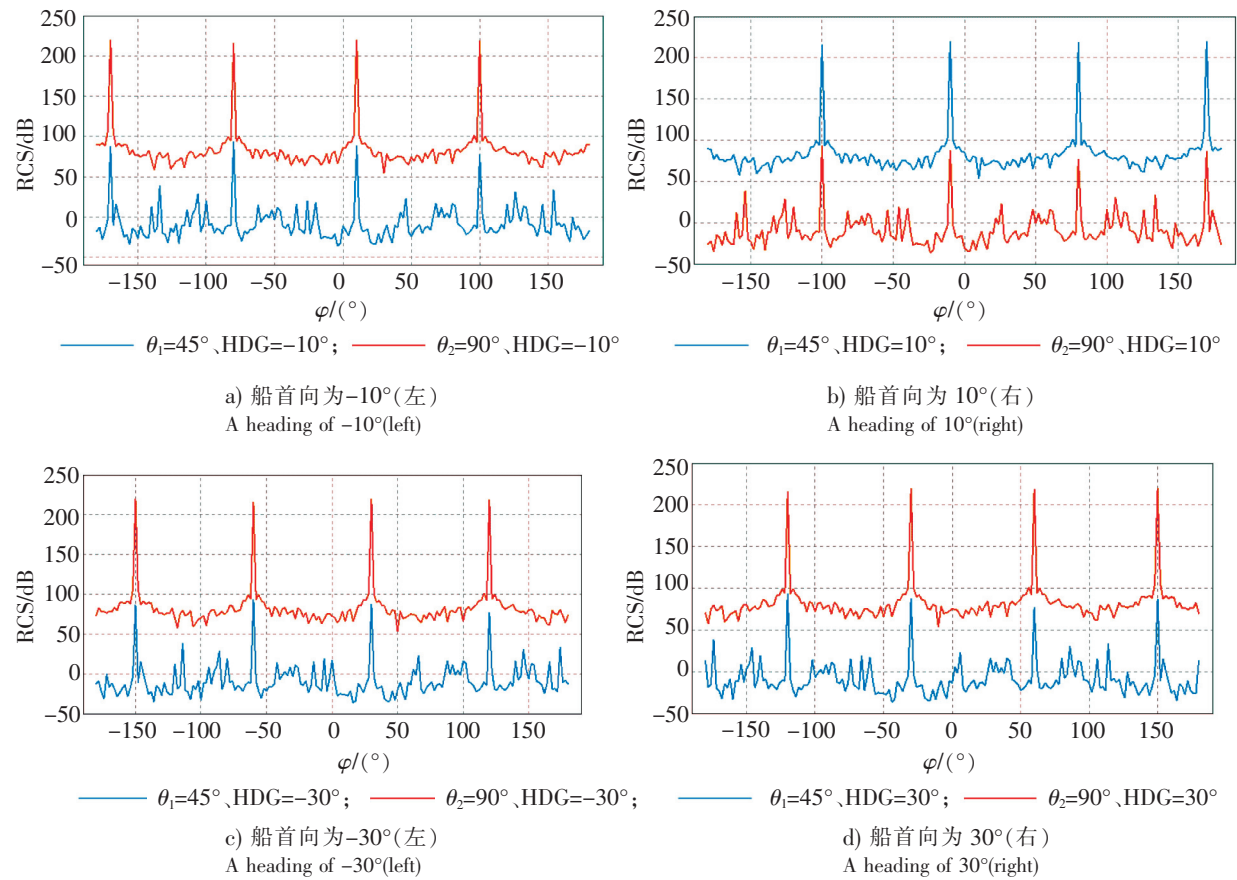 250
200
150
100
50
0
-50
RCS/dB
-150 -100 -50 0 50 100 150
φ/(°)
θ₁=45°、HDG=-10°； θ₂=90°、HDG=-10°
a) 船首向为-10°(左)
A heading of -10°(left)
250
200
150
100
50
0
-50
RCS/dB
-150 -100 -50 0 50 100 150
φ/(°)
θ₁=45°、HDG=10°； θ₂=90°、HDG=10°
b) 船首向为 10°(右)
A heading of 10°(right)
250
200
150
100
50
0
-50
RCS/dB
-150 -100 -50 0 50 100 150
φ/(°)
θ₁=45°、HDG=-30°； θ₂=90°、HDG=-30°；
c) 船首向为-30°(左)
A heading of -30°(left)
250
200
150
100
50
0
-50
RCS/dB
-150 -100 -50 0 50 100 150
φ/(°)
θ₁=45°、HDG=30° θ₂=90°、HDG=30°
d) 船首向为 30°(右)
A heading of 30°(right)